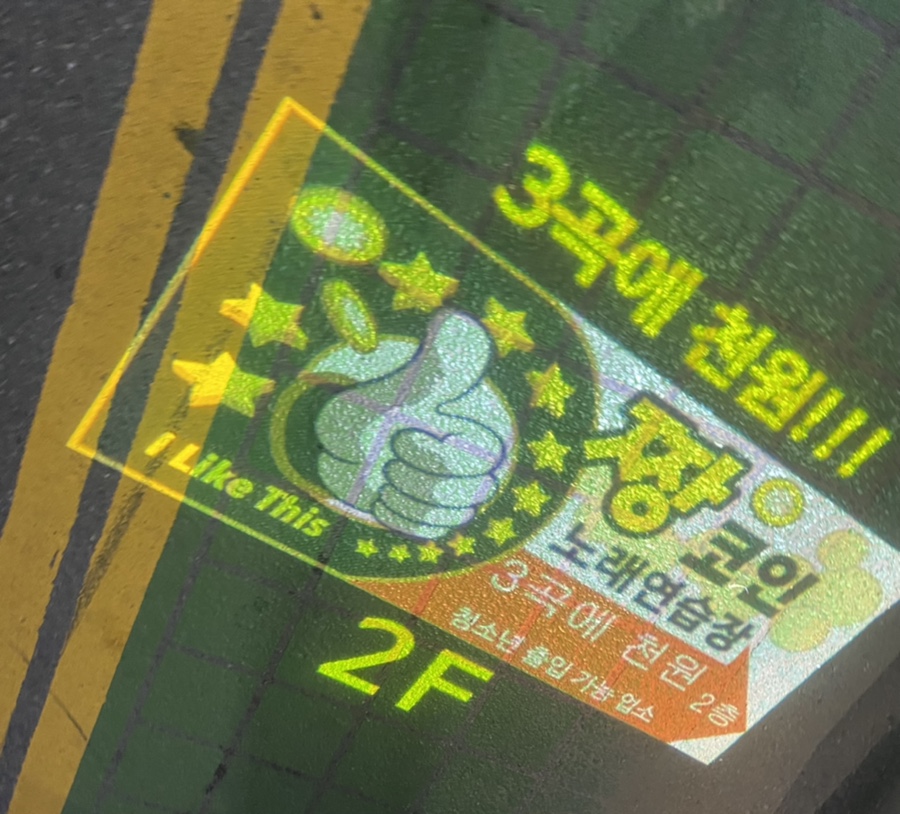 3곡에 천원!!!
I Like This
짱 코인
노래연습장
3곡에 천원 2층
청소년 출입 가능 업소
2F